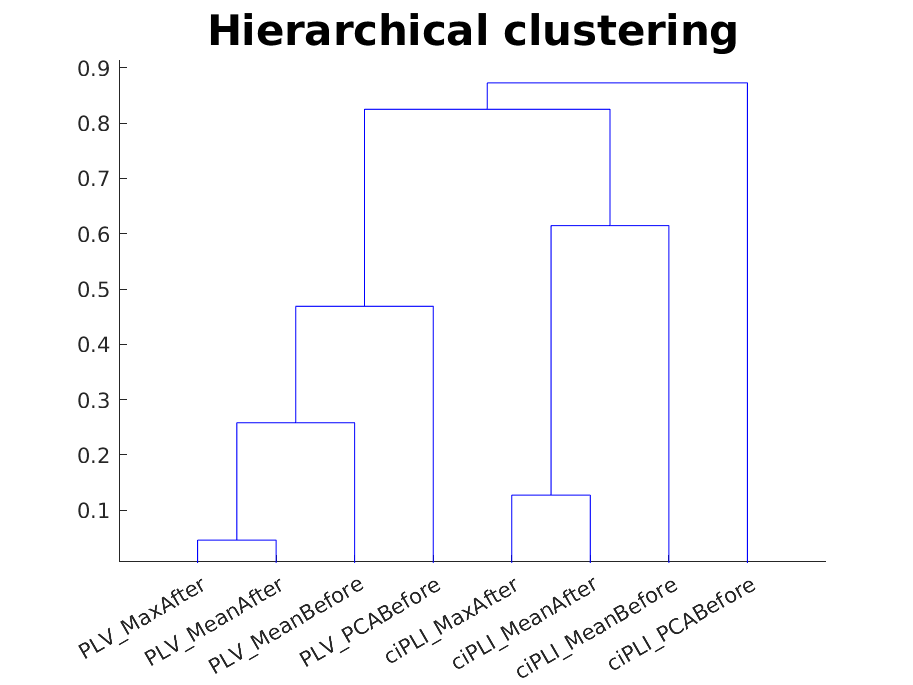 Hierarchical clustering
0.9
0.8
0.7
0.6
0.5
0.4
0.3
0.2
0.1
PLV_MaxAfter
PLV_MeanAfter
PLV_MeanBefore
PLV_PCABefore
ciPLI_MaxAfter
ciPLI_MeanAfter
ciPLI_MeanBefore
ciPLI_PCABefore